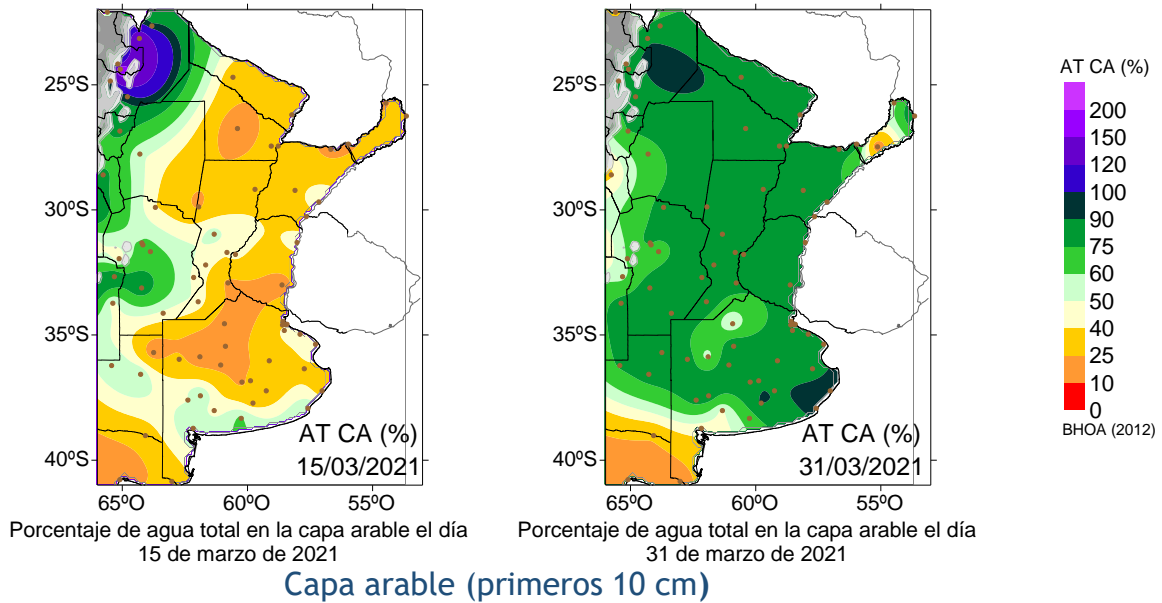 25ºS
30ºS
35ºS
40ºS
65ºO
60ºO
55ºO
AT CA (%)
15/03/2021
Porcentaje de agua total en la capa arable el día
15 de marzo de 2021
25ºS
30ºS
35ºS
40ºS
65ºO
60ºO
55ºO
AT CA (%)
31/03/2021
Porcentaje de agua total en la capa arable el día
31 de marzo de 2021
AT CA (%)
200
150
120
100
90
75
60
50
40
25
10
0
BHOA (2012)
Capa arable (primeros 10 cm)